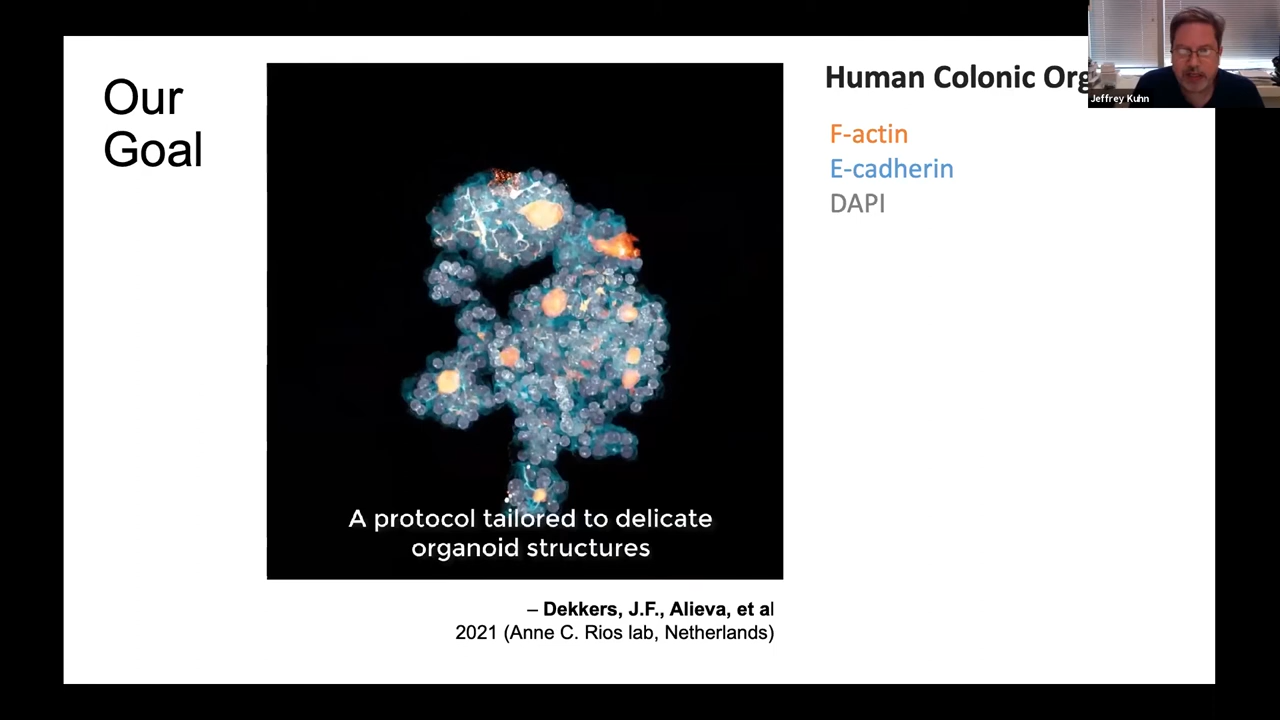 Our
Goal
Human Colonic
Jeffrey Kuhn
F-actin
E-cadherin
DAPI
A protocol tailored to delicate
organoid structures
– Dekkers, J.F., Alieva, et al
2021 (Anne C. Rios lab, Netherlands)